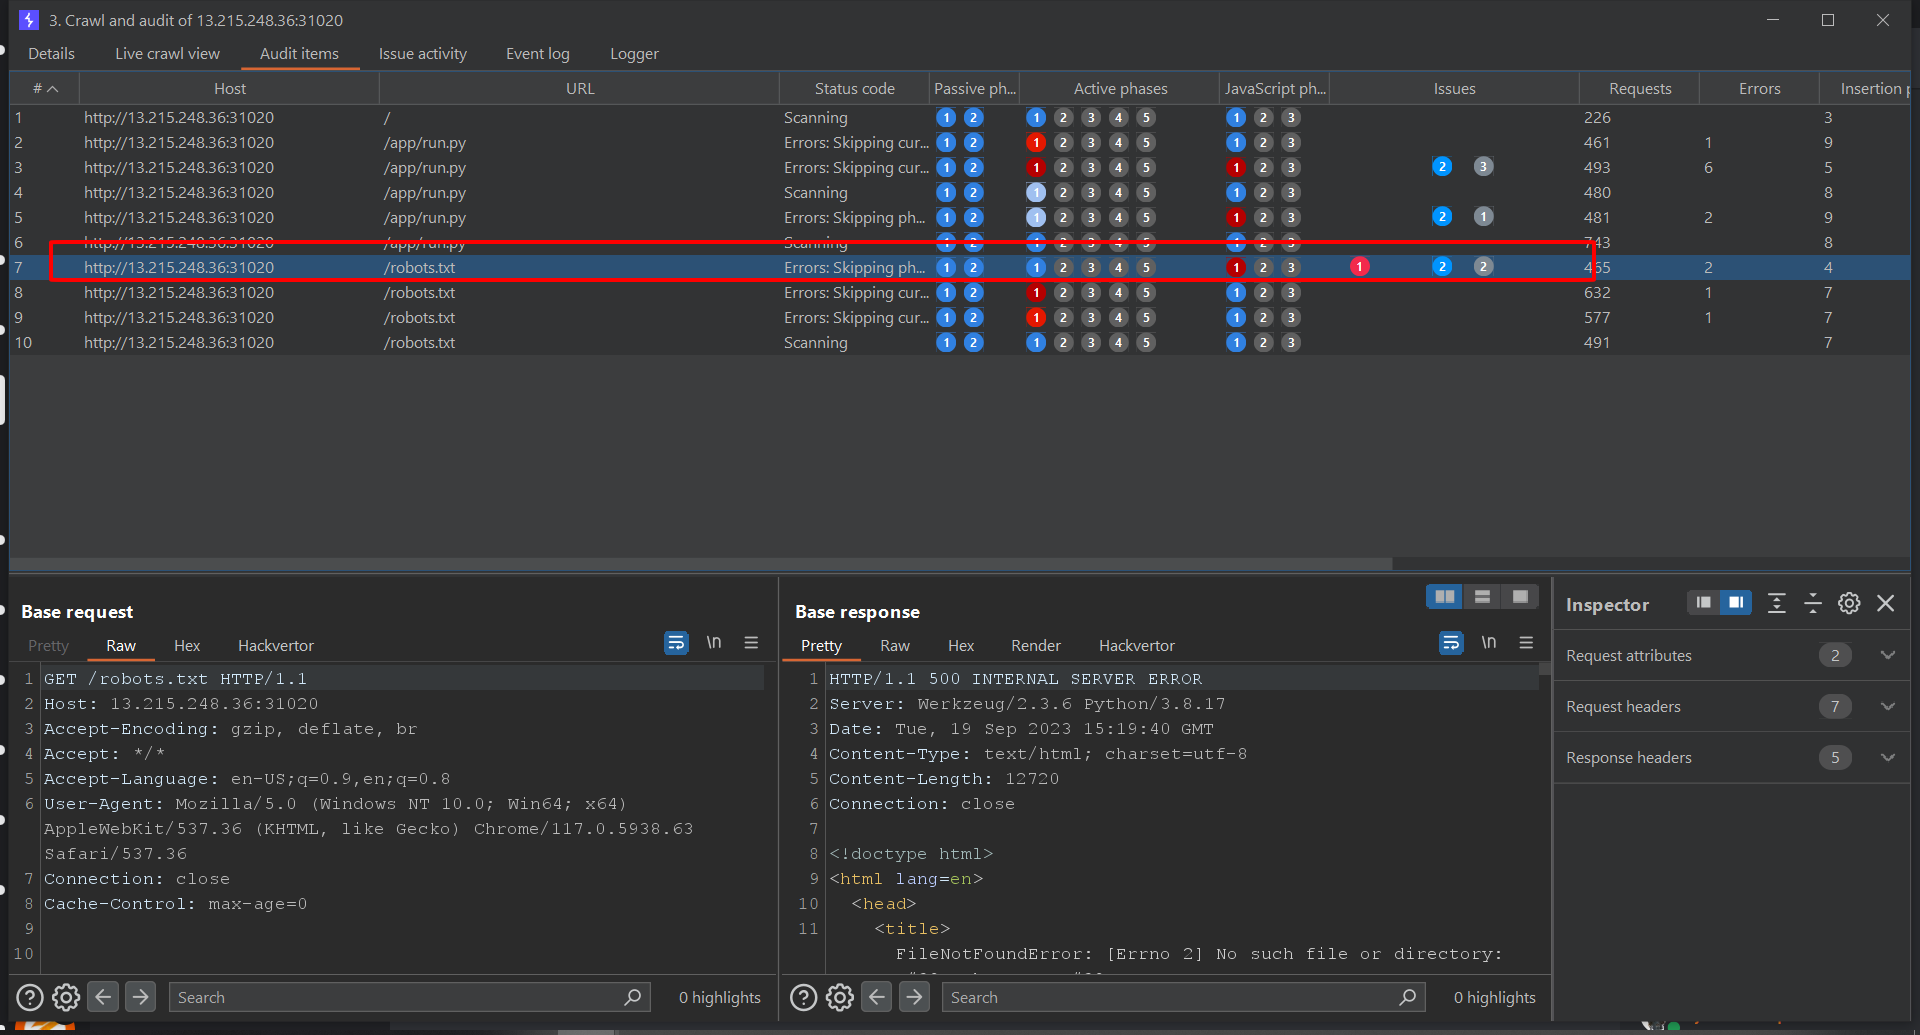 3. Crawl and audit of 13.215.248.36:31020
Details Live crawl view Audit items Issue activity Event log Logger
# Host URL Status code Passive ph... Active phases JavaScript ph... Issues Requests Errors Insertion p
1 http://13.215.248.36:31020 / Scanning 1 2 1 2 3 4 5 1 2 3 226 3
2 http://13.215.248.36:31020 /app/run.py Errors: Skipping cur... 1 2 1 2 3 4 5 1 2 3 461 1 9
3 http://13.215.248.36:31020 /app/run.py Errors: Skipping cur... 1 2 1 2 3 4 5 1 2 3 2 3 493 6 5
4 http://13.215.248.36:31020 /app/run.py Scanning 1 2 1 2 3 4 5 1 2 3 480 8
5 http://13.215.248.36:31020 /app/run.py Errors: Skipping ph... 1 2 1 2 3 4 5 1 2 3 2 1 481 2 9
6 http://13.215.248.36:31020 /app/run.py Scanning 1 2 1 2 3 4 5 1 2 3 743 8
7 http://13.215.248.36:31020 /robots.txt Errors: Skipping ph... 1 2 1 2 3 4 5 1 2 3 1 2 2 465 2 4
8 http://13.215.248.36:31020 /robots.txt Errors: Skipping cur... 1 2 1 2 3 4 5 1 2 3 632 1 7
9 http://13.215.248.36:31020 /robots.txt Errors: Skipping cur... 1 2 1 2 3 4 5 1 2 3 577 1 7
10 http://13.215.248.36:31020 /robots.txt Scanning 1 2 1 2 3 4 5 1 2 3 491 7
Base request
Pretty Raw Hex Hackvertor \n
1 GET /robots.txt HTTP/1.1
2 Host: 13.215.248.36:31020
3 Accept-Encoding: gzip, deflate, br
4 Accept: */*
5 Accept-Language: en-US;q=0.9,en;q=0.8
6 User-Agent: Mozilla/5.0 (Windows NT 10.0; Win64; x64)
AppleWebKit/537.36 (KHTML, like Gecko) Chrome/117.0.5938.63
Safari/537.36
7 Connection: close
8 Cache-Control: max-age=0
9
10
Search 0 highlights
Base response
Pretty Raw Hex Render Hackvertor \n
1 HTTP/1.1 500 INTERNAL SERVER ERROR
2 Server: Werkzeug/2.3.6 Python/3.8.17
3 Date: Tue, 19 Sep 2023 15:19:40 GMT
4 Content-Type: text/html; charset=utf-8
5 Content-Length: 12720
6 Connection: close
7
8 <!doctype html>
9 <html lang=en>
10 <head>
11 <title>
FileNotFoundError: [Errno 2] No such file or directory:
Search 0 highlights
Inspector
Request attributes 2
Request headers 7
Response headers 5